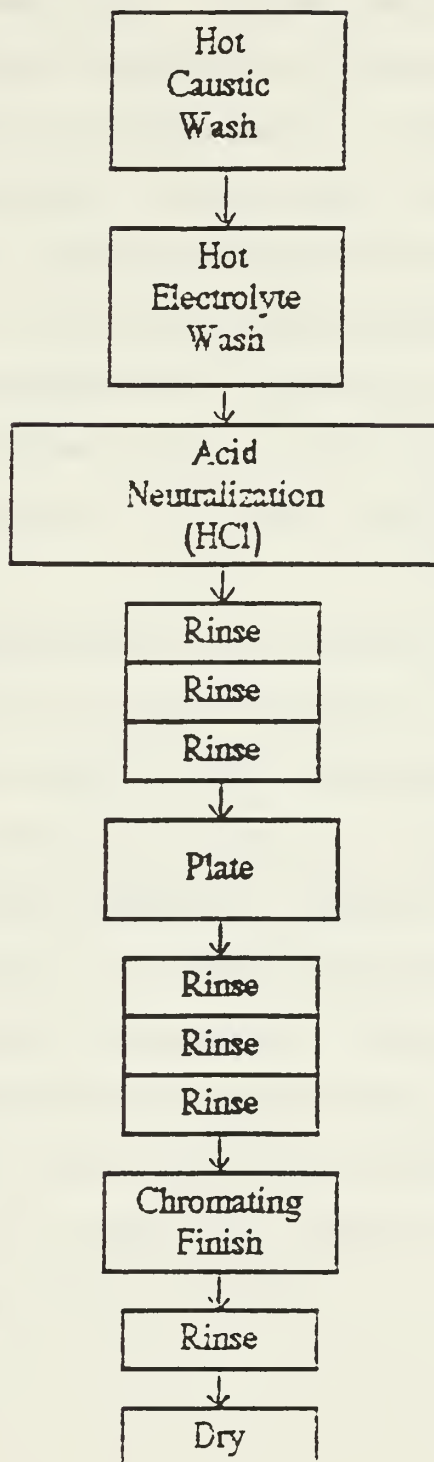 Hot
Caustic
Wash
Hot
Electrolyte
Wash
Acid
Neutralization
(HCl)
Rinse
Rinse
Rinse
Plate
Rinse
Rinse
Rinse
Chromating
Finish
Rinse
Dry